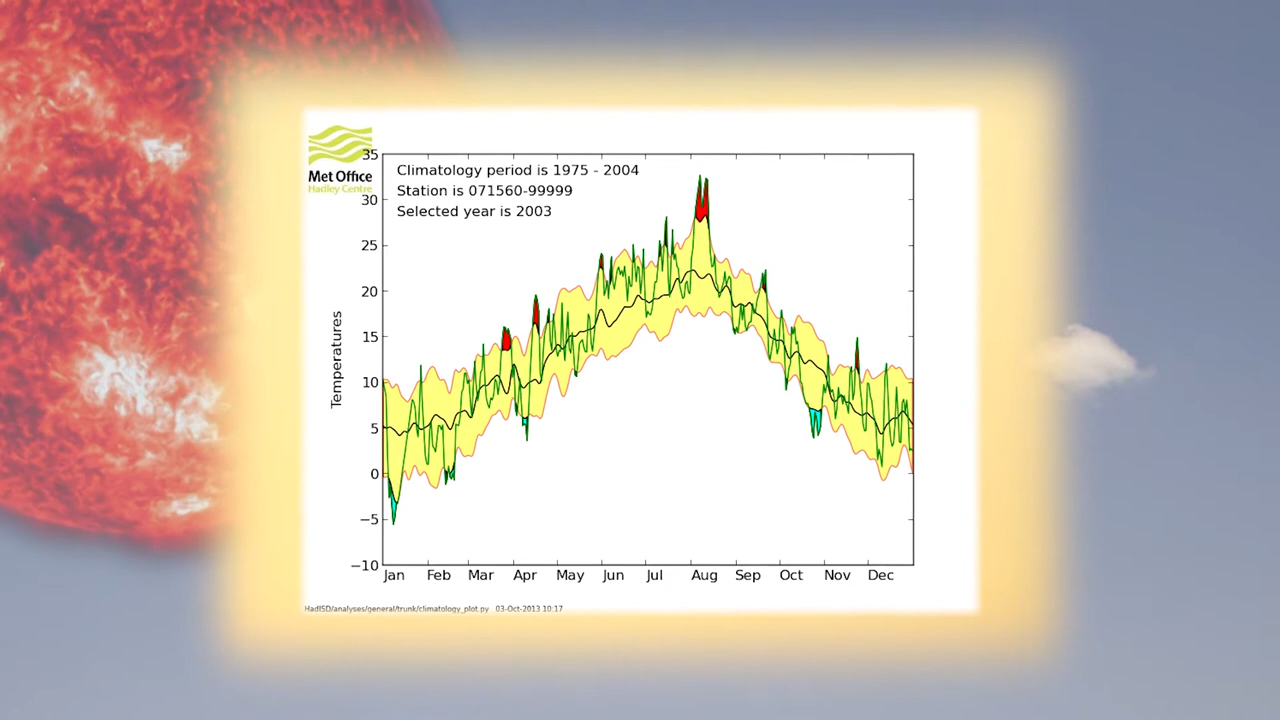 Met Office
Hadley Centre
Climatology period is 1975 - 2004
Station is 071560-99999
Selected year is 2003
Temperatures
35
30
25
20
15
10
5
0
−5
−10
Jan Feb Mar Apr May Jun Jul Aug Sep Oct Nov Dec
HadISD/analyses/general/trunk/climatology_plot.py 03-Oct-2013 10:17